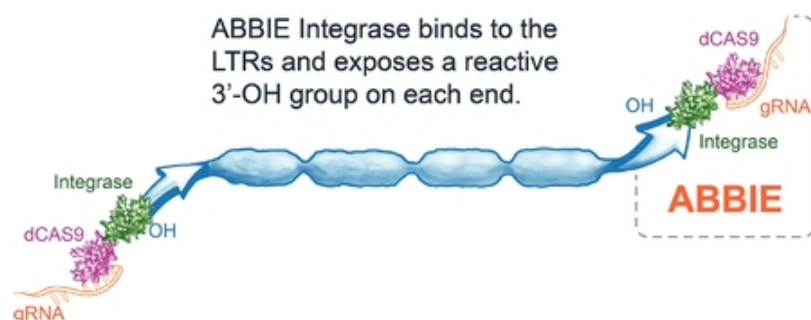 ABBIE Integrase binds to the
LTRs and exposes a reactive
3'-OH group on each end.
dCAS9
OH
gRNA
Integrase
ABBIE
Integrase
OH
dCAS9
gRNA